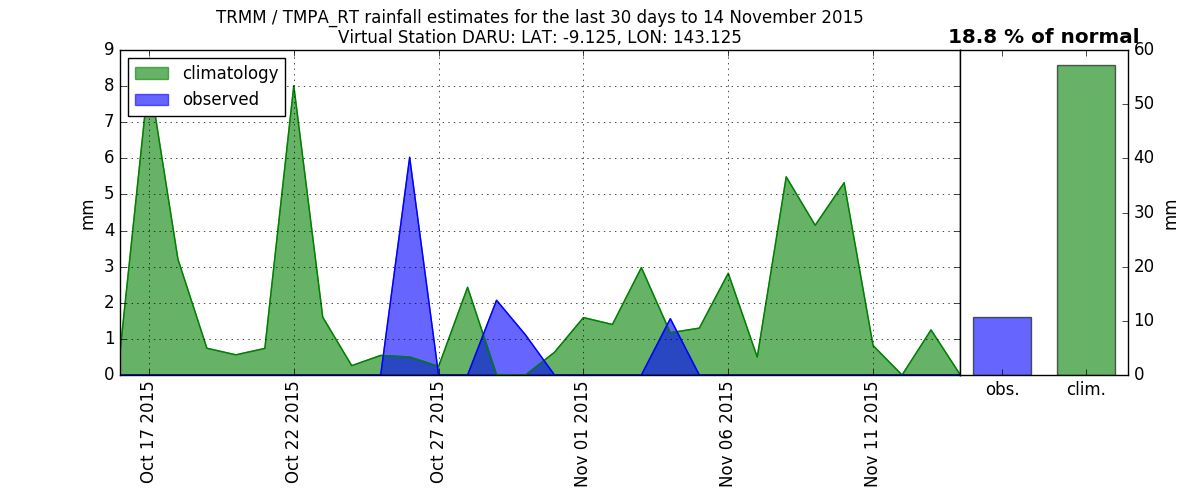 TRMM / TMPA_RT rainfall estimates for the last 30 days to 14 November 2015
Virtual Station DARU: LAT: -9.125, LON: 143.125
18.8 % of normal
climatology
observed
9
8
7
6
5
4
3
2
1
0
mm
Oct 17 2015
Oct 22 2015
Oct 27 2015
Nov 01 2015
Nov 06 2015
Nov 11 2015
60
50
40
30
20
10
0
mm
obs.
clim.